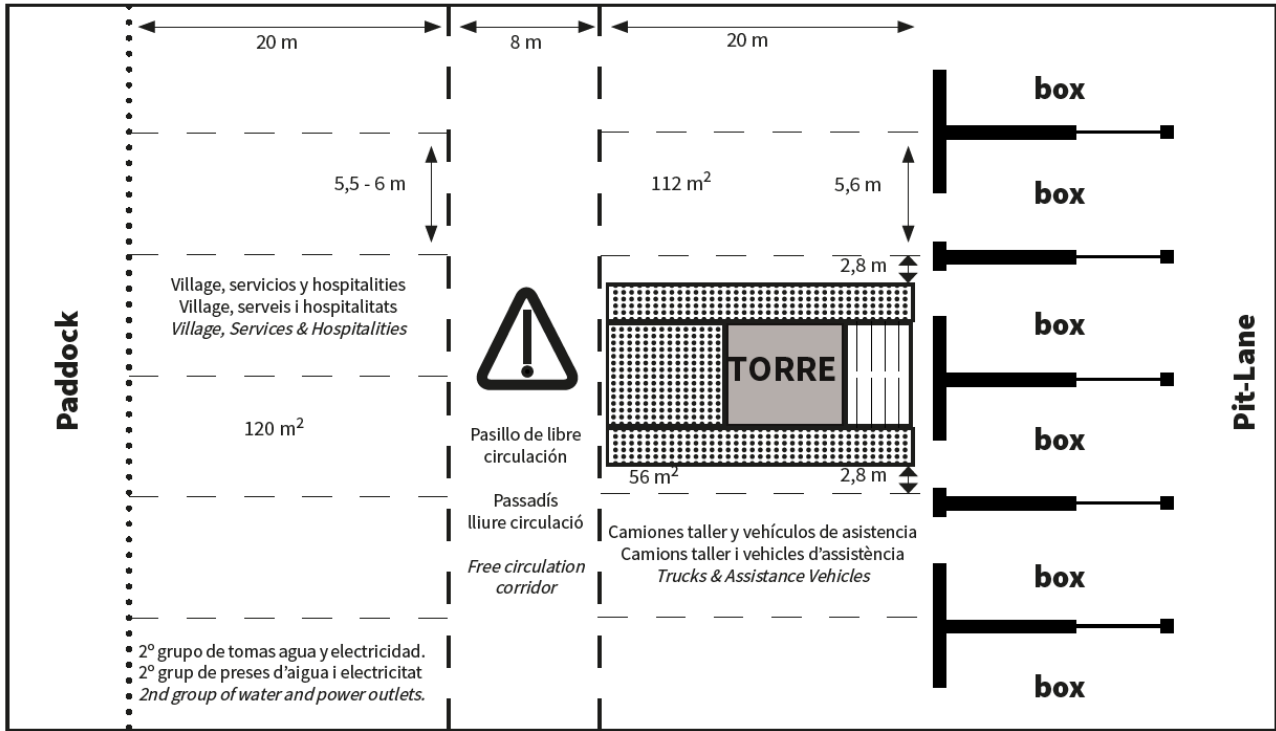 20 m
8 m
20 m
box
5,5 - 6 m
112 m²
5,6 m
box
2,8 m
Village, servicios y hospitalities
Village, serveis i hospitalitats
Village, Services & Hospitalities
box
TORRE
Paddock
Pit-Lane
120 m²
Pasillo de libre
circulación
box
56 m²
2,8 m
Passadís
lliure circulació
Camiones taller y vehículos de asistencia
Camions taller i vehicles d'assistència
Trucks & Assistance Vehicles
Free circulation
corridor
box
2º grupo de tomas agua y electricidad.
2º grup de preses d'aigua i electricitat
2nd group of water and power outlets.
box